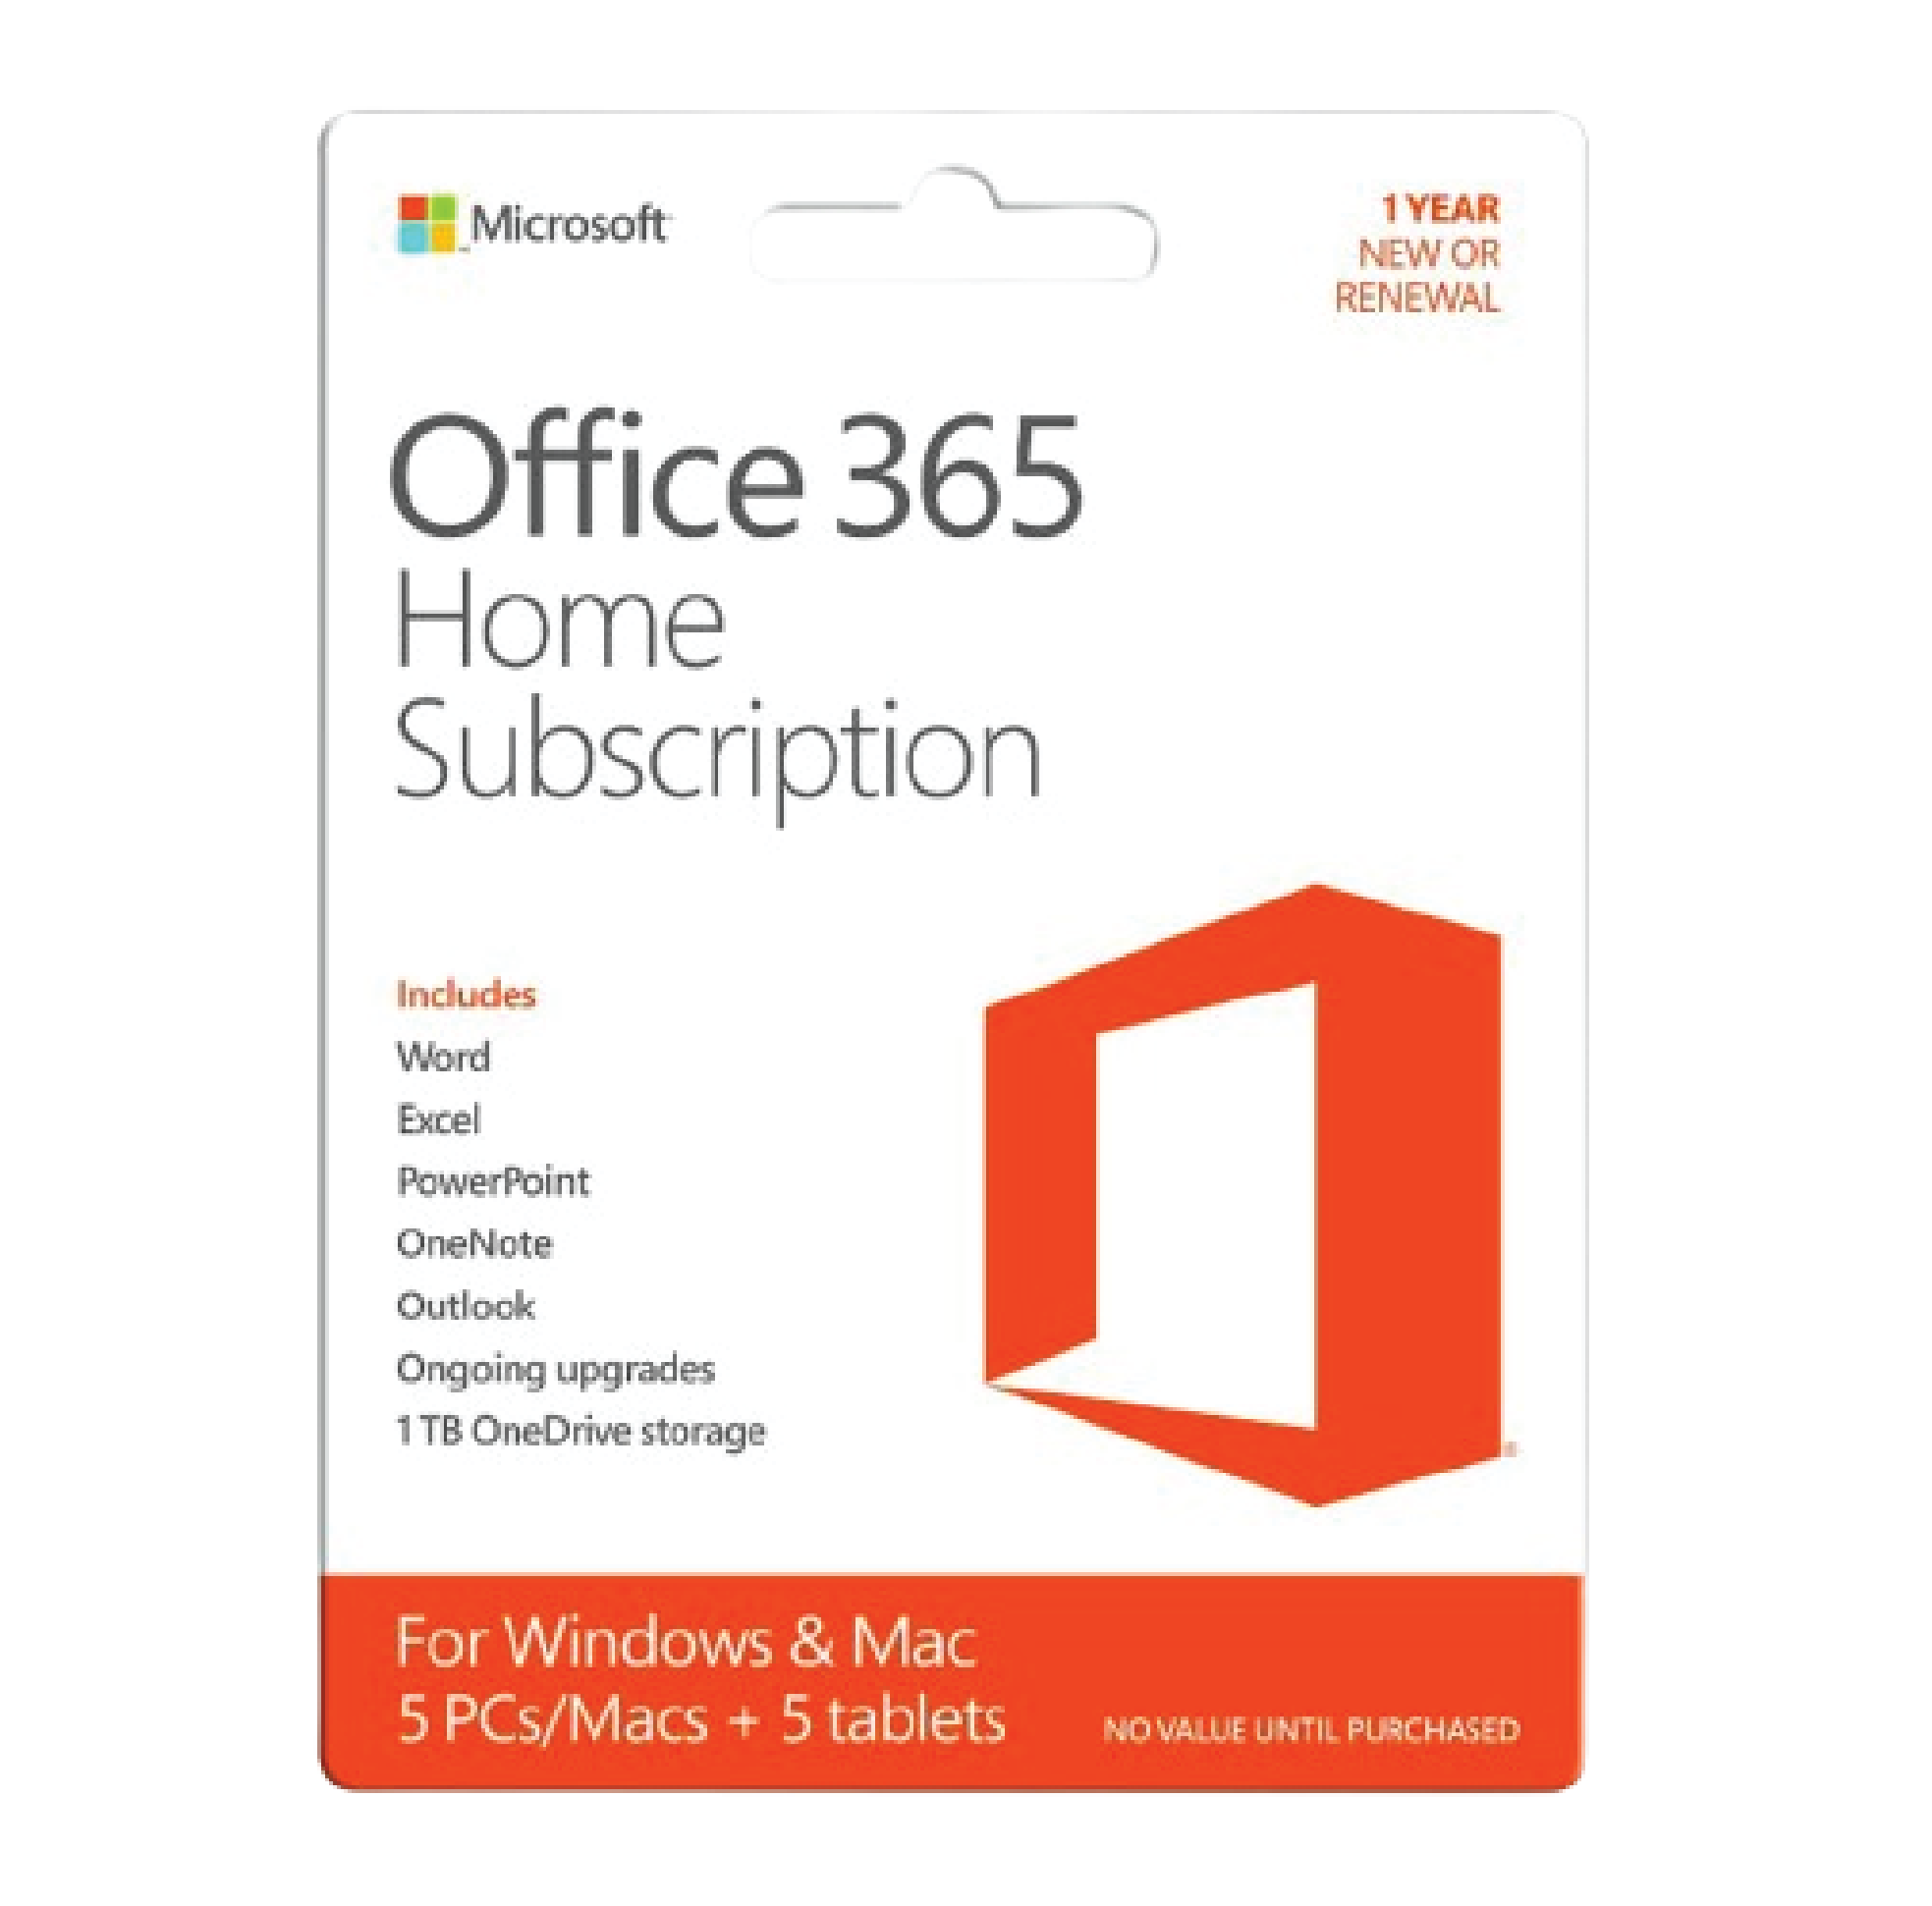 Microsoft
1 YEAR
NEW OR
RENEWAL
Office 365
Home
Subscription
Includes
Word
Excel
PowerPoint
OneNote
Outlook
Ongoing upgrades
1 TB OneDrive storage
For Windows & Mac
5 PCs/Macs + 5 tablets
NO VALUE UNTIL PURCHASED